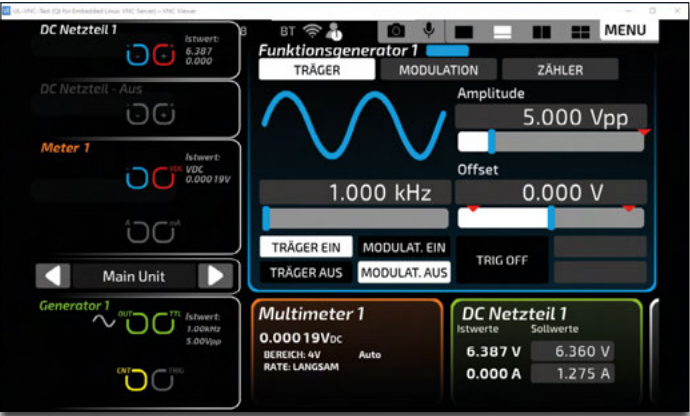 QL-VNC-Test (Qt for Embedded Linux VNC Server) – VNC Viewer
DC Netzteil 1
Istwert:
6.387
0.000
DC Netzteil - Aus
Meter 1
Istwert:
VDC
VDC
0.00019V
A
mA
Main Unit
Generator 1
OUT
TTL
Istwert:
1.00kHz
5.00Vpp
CNT
TRIG
8
BT
MENU
Funktionsgenerator 1
TRÄGER
MODULATION
ZÄHLER
Amplitude
5.000 Vpp
Offset
1.000 kHz
0.000 V
TRÄGER EIN
MODULAT. EIN
TRIG OFF
TRÄGER AUS
MODULAT. AUS
Multimeter 1
0.00019VDC
BEREICH: 4V
Auto
RATE: LANGSAM
DC Netzteil 1
Istwerte
Sollwerte
6.387 V
6.360 V
0.000 A
1.275 A